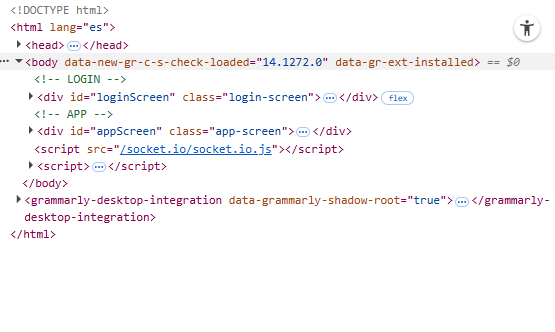 <!DOCTYPE html>
<html lang="es">
<head> ⋯ </head>
<body data-new-gr-c-s-check-loaded="14.1272.0" data-gr-ext-installed> == $0
<!-- LOGIN -->
<div id="loginScreen" class="login-screen"> ⋯ </div> flex
<!-- APP -->
<div id="appScreen" class="app-screen"> ⋯ </div>
<script src="/socket.io/socket.io.js"></script>
<script> ⋯ </script>
</body>
<grammarly-desktop-integration data-grammarly-shadow-root="true"> ⋯ </grammarly-
desktop-integration>
</html>